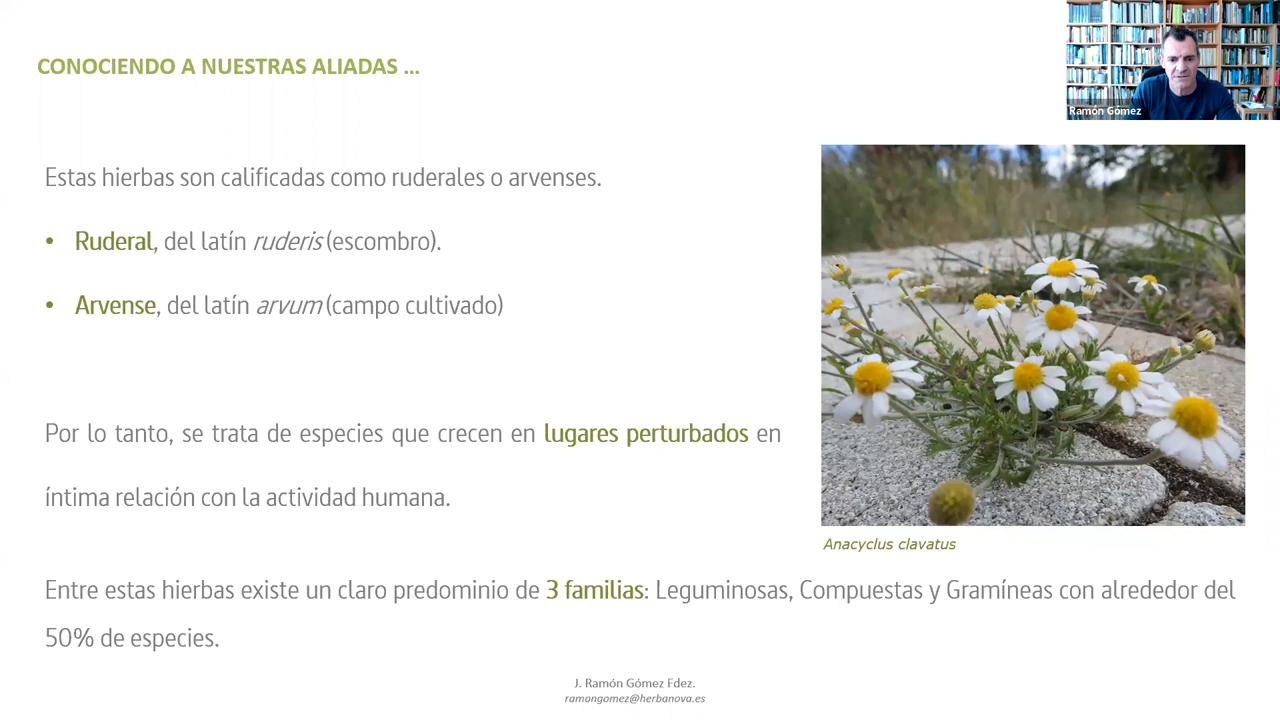 CONOCIENDO A NUESTRAS ALIADAS ...
Ramón Gómez
Estas hierbas son calificadas como ruderales o arvenses.
• Ruderal, del latín ruderis (escombro).
• Arvense, del latín arvum (campo cultivado)
Por lo tanto, se trata de especies que crecen en lugares perturbados en
íntima relación con la actividad humana.
Anacyclus clavatus
Entre estas hierbas existe un claro predominio de 3 familias: Leguminosas, Compuestas y Gramíneas con alrededor del
50% de especies.
J. Ramón Gómez Fdez.
ramongomez@herbanova.es